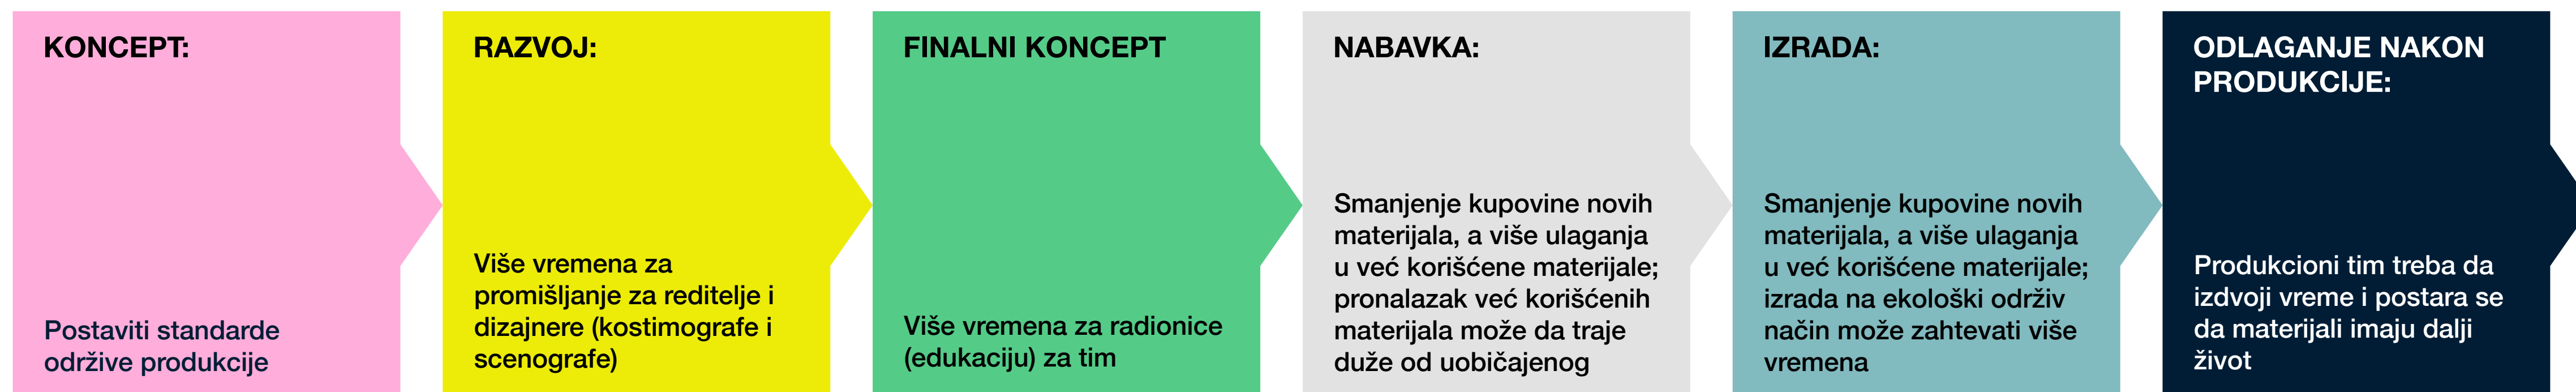 KONCEPT:
Postaviti standarde
održive produkcije
RAZVOJ:
Više vremena za
promišljanje za reditelje i
dizajnere (kostimografe i
scenografe)
FINALNI KONCEPT
Više vremena za radionice
(edukaciju) za tim
NABAVKA:
Smanjenje kupovine novih
materijala, a više ulaganja
u već korišćene materijale;
pronalazak već korišćenih
materijala može da traje
duže od uobičajenog
IZRADA:
Smanjenje kupovine novih
materijala, a više ulaganja
u već korišćene materijale;
izrada na ekološki održiv
način može zahtevati više
vremena
ODLAGANJE NAKON
PRODUKCIJE:
Produkcioni tim treba da
izdvoji vreme i postara se
da materijali imaju dalji
život